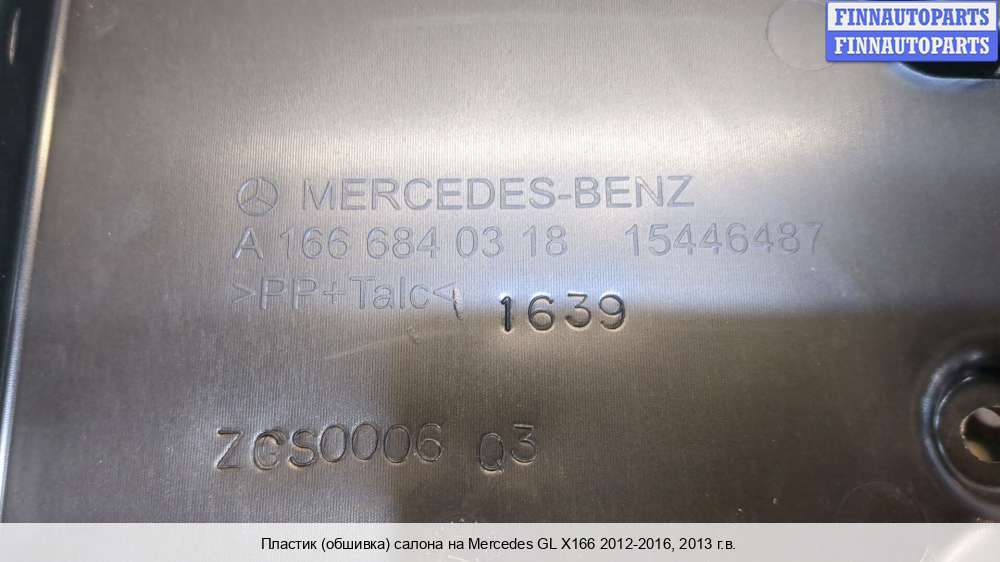 FINNAUTOPARTS
FINNAUTOPARTS
MERCEDES-BENZ
A 166 684 03 18 15446487
>PP+Talc<
1639
ZGS0006 Q3
Пластик (обшивка) салона на Mercedes GL X166 2012-2016, 2013 г.в.